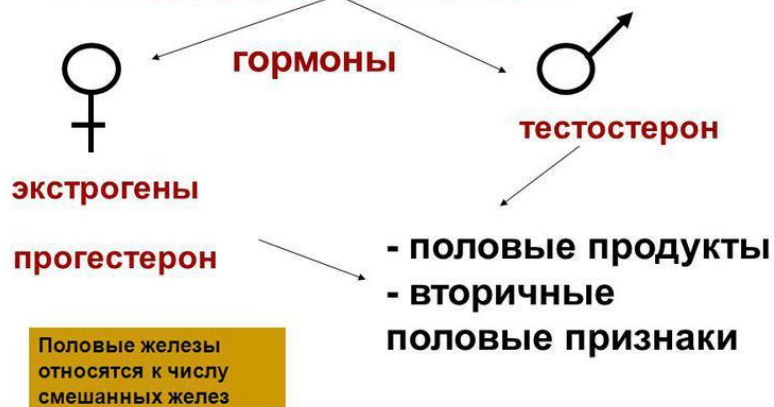 гормоны
тестостерон
экстрогены
прогестерон
- половые продукты
- вторичные
половые признаки
Половые железы
относятся к числу
смешанных желез